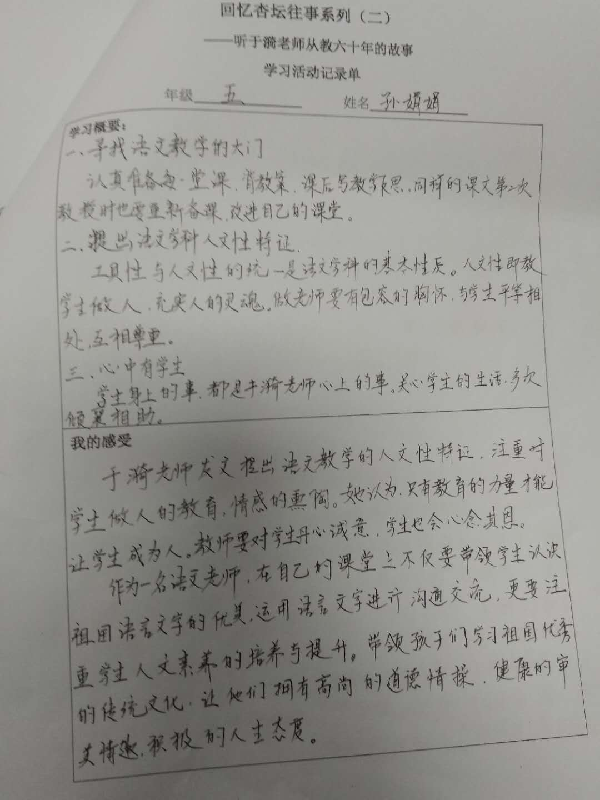 回忆杏坛往事系列（二）
——听于漪老师从教六十年的故事
学习活动记录单
年级 五 姓名 孙娟娟
学习概要：
一、寻找语文教学的大门
认真准备每一堂课，背教案，课后写教学反思，同样的课文第二次
教授时也要重新备课，改进自己的课堂。
二、提出语文学科人文性特征.
工具性与人文性的统一是语文学科的基本性质。人文性即教
学生做人，充实人的灵魂。做老师要有包容的胸怀，与学生平等相
处，互相尊重。
三、心中有学生
学生身上的事，都是于漪老师心上的事。关心学生的生活，多次
倾囊相助。
我的感受
于漪老师发文提出语文教学的人文性特征，注重对
学生做人的教育，情感的熏陶。她认为，只有教育的力量才能
让学生成为人。教师要对学生丹心诚意，学生也会心念其恩。
作为一名语文老师，在自己的课堂上不仅要带领学生认识
祖国语言文字的优美，运用语言文字进行沟通交流，更要注
重学生人文素养的培养与提升。带领孩子们学习祖国优秀
的传统文化，让他们拥有高尚的道德情操，健康的审
美情趣，积极的人生态度。